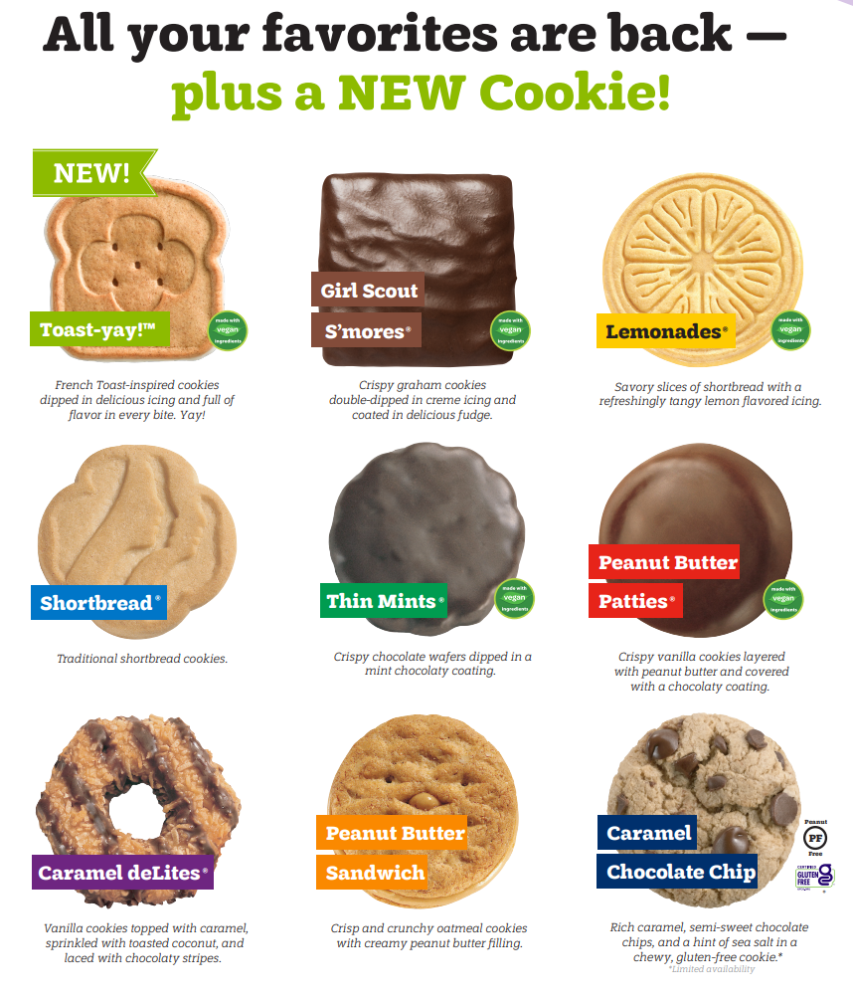 All your favorites are back —
plus a NEW Cookie!
NEW!
Toast-yay!™
made with
vegan
ingredients
French Toast-inspired cookies
dipped in delicious icing and full of
flavor in every bite. Yay!
Girl Scout
S'mores®
made with
vegan
ingredients
Crispy graham cookies
double-dipped in creme icing and
coated in delicious fudge.
Lemonades®
made with
vegan
ingredients
Savory slices of shortbread with a
refreshingly tangy lemon flavored icing.
Shortbread®
Traditional shortbread cookies.
Thin Mints®
made with
vegan
ingredients
Crispy chocolate wafers dipped in a
mint chocolaty coating.
Peanut Butter
Patties®
made with
vegan
ingredients
Crispy vanilla cookies layered
with peanut butter and covered
with a chocolaty coating.
Caramel deLites®
Vanilla cookies topped with caramel,
sprinkled with toasted coconut, and
laced with chocolaty stripes.
Peanut Butter
Sandwich
Crisp and crunchy oatmeal cookies
with creamy peanut butter filling.
Caramel
Chocolate Chip
Peanut
PF
Free
CERTIFIED
GLUTEN
FREE
Rich caramel, semi-sweet chocolate
chips, and a hint of sea salt in a
chewy, gluten-free cookie.*
*Limited availability